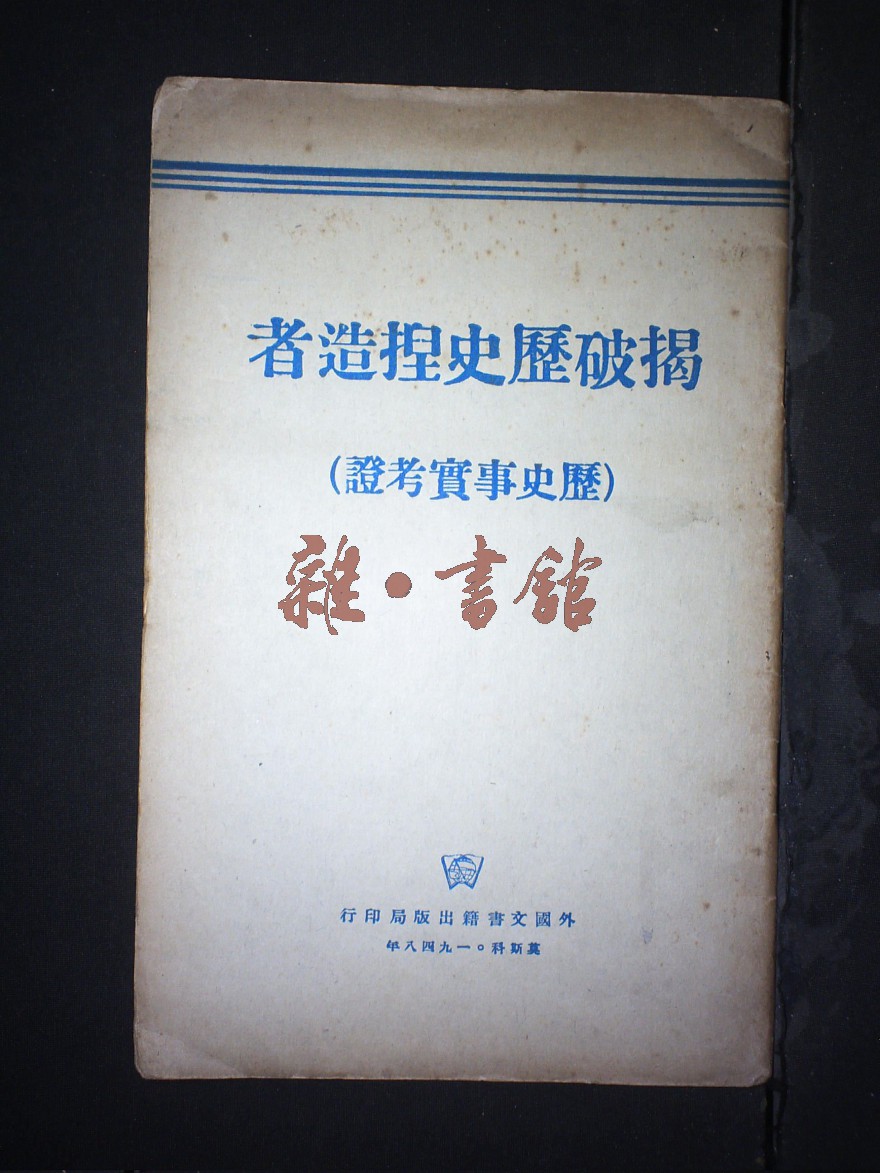 揭破歷史揑造者
(歷史事實考證)
雜·書館
外國文書籍出版局印行
莫斯科○一九四八年